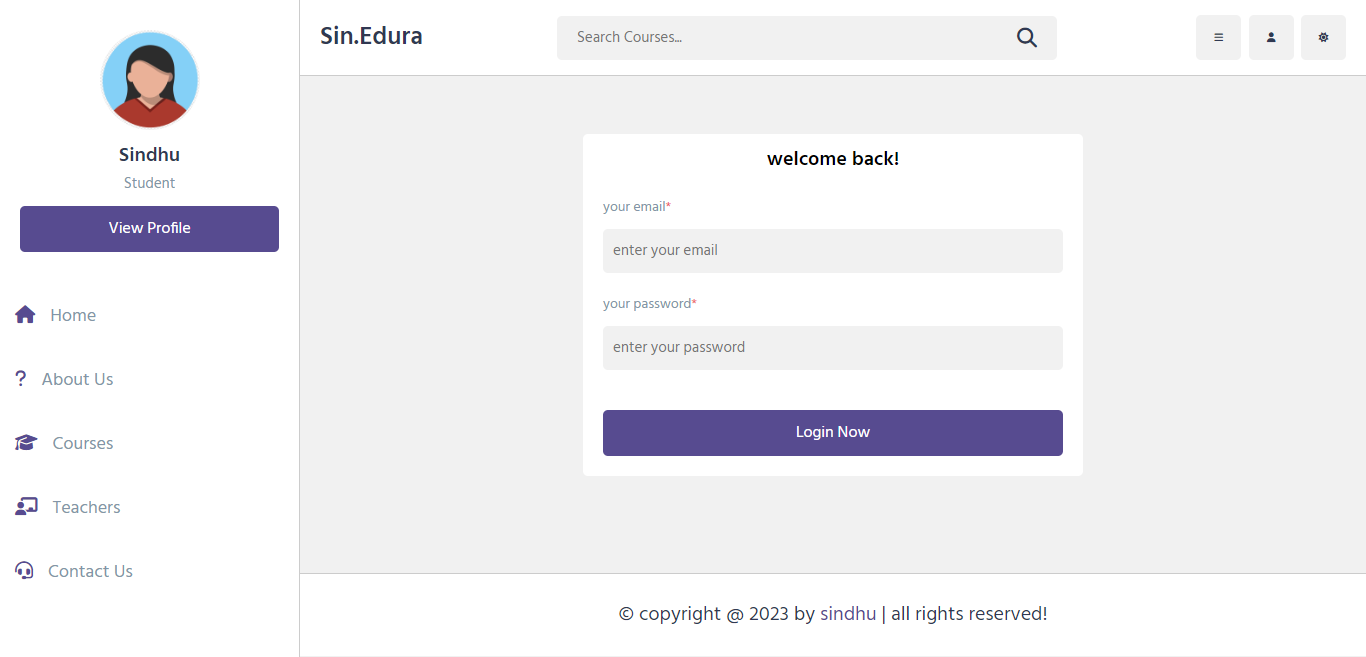 Sindhu
Student
View Profile
Home
? About Us
Courses
Teachers
Contact Us
Sin.Edura
Search Courses...
welcome back!
your email*
enter your email
your password*
enter your password
Login Now
© copyright @ 2023 by sindhu | all rights reserved!